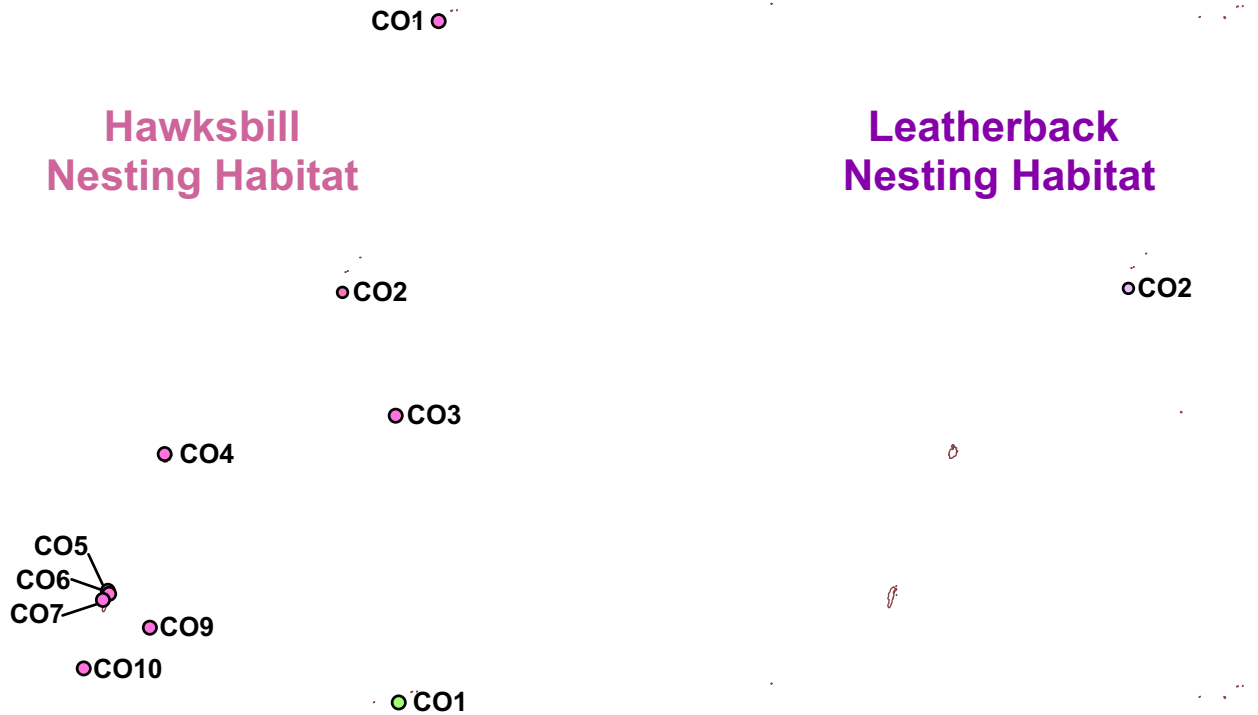 CO1
Hawksbill
Nesting Habitat
Leatherback
Nesting Habitat
CO2
CO2
CO3
CO4
CO5
CO6
CO7
CO9
CO10
CO1